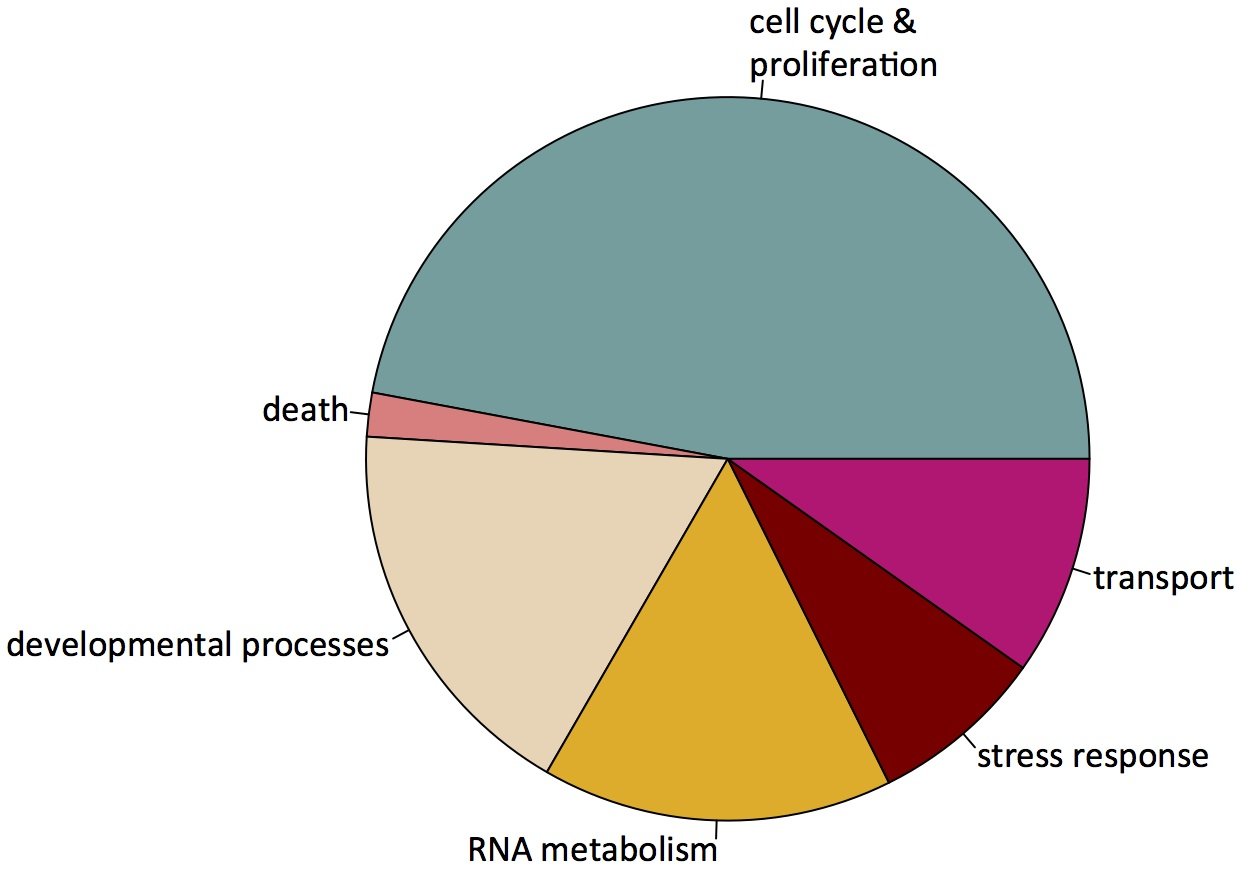 cell cycle &
proliferation
death
transport
developmental processes
stress response
RNA metabolism